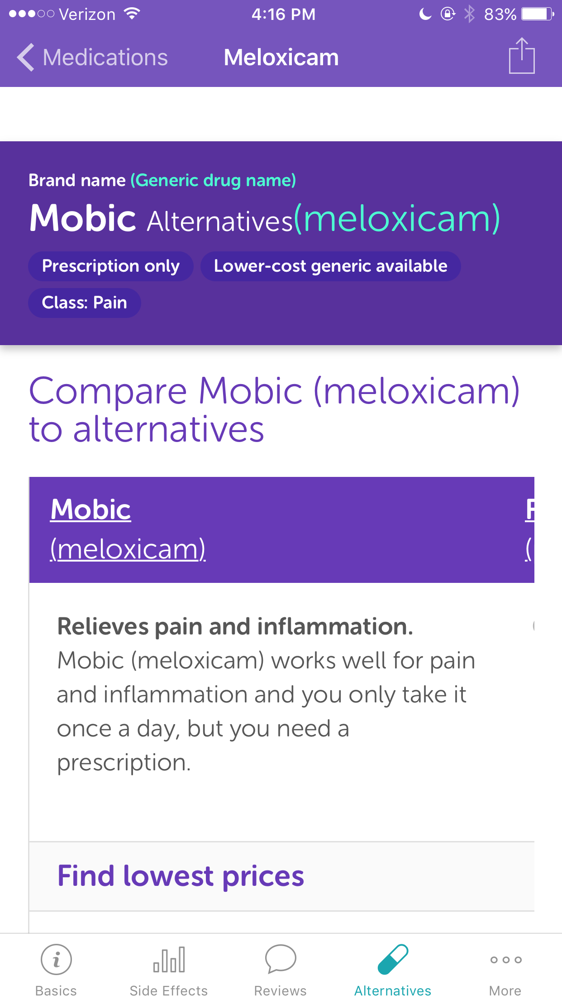 Verizon 4:16 PM 83%
Medications Meloxicam
Brand name (Generic drug name)
Mobic Alternatives(meloxicam)
Prescription only Lower-cost generic available
Class: Pain
Compare Mobic (meloxicam)
to alternatives
Mobic
(meloxicam)
Relieves pain and inflammation.
Mobic (meloxicam) works well for pain
and inflammation and you only take it
once a day, but you need a
prescription.
Find lowest prices
Basics Side Effects Reviews Alternatives More